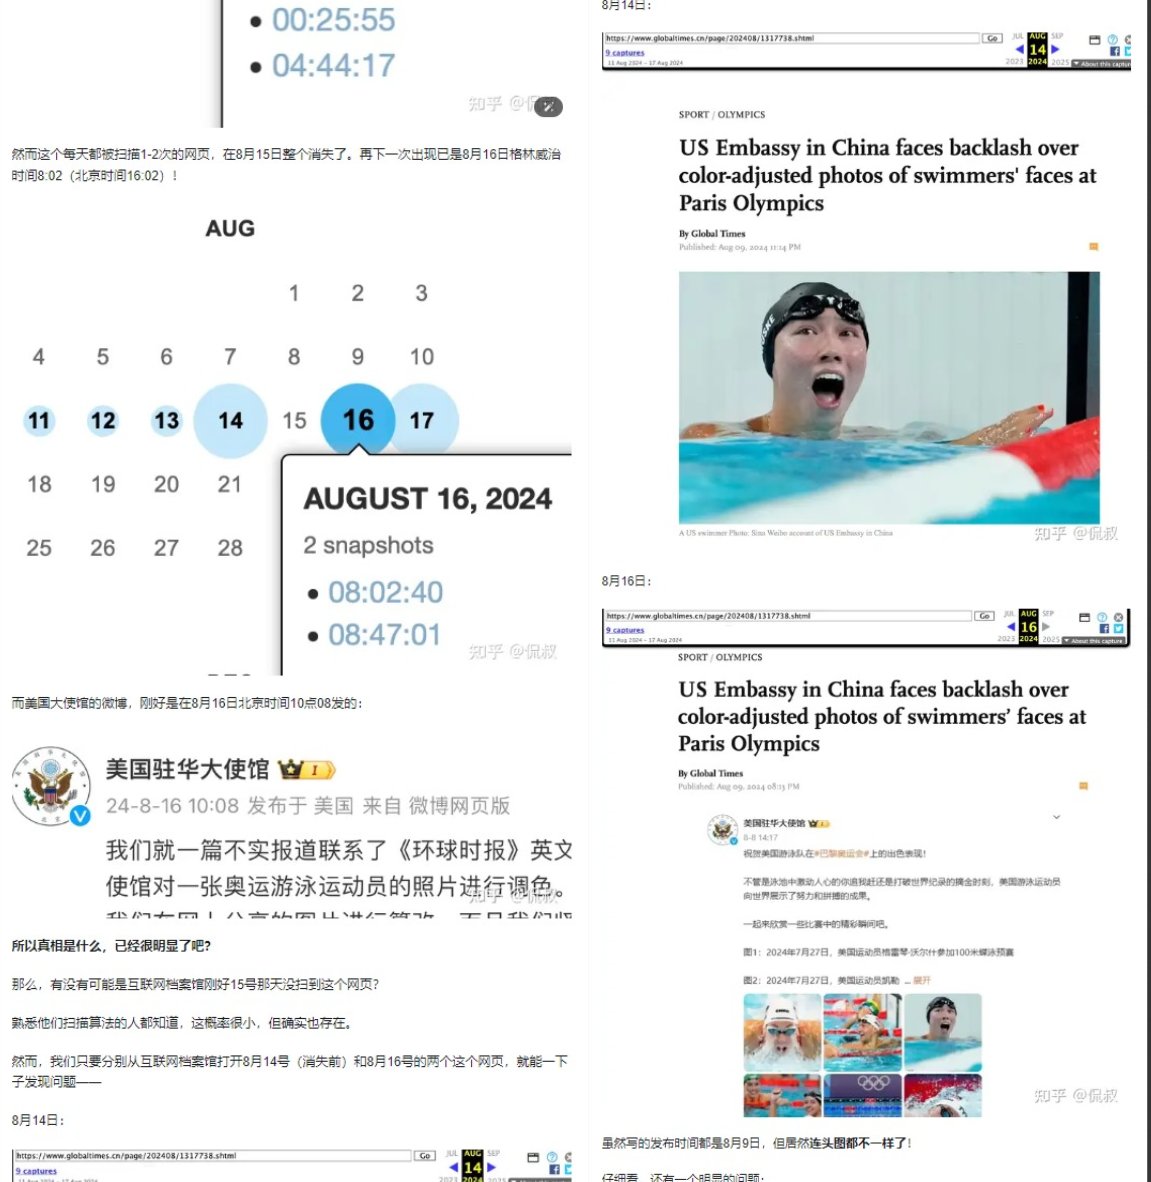 00:25:55
04:44:17
知乎 @侃
然而这个每天都被扫描1-2次的网页，在8月15日整个消失了。再下一次出现已是8月16日格林威治
时间8:02（北京时间16:02）！
AUG
1 2 3
4 5 6 7 8 9 10
11 12 13 14 15 16 17
18 19 20 21
25 26 27 28
AUGUST 16, 2024
2 snapshots
08:02:40
08:47:01
知乎 @侃叔
而美国大使馆的微博，刚好是在8月16日北京时间10点08发的：
美国驻华大使馆 I
24-8-16 10:08 发布于 美国 来自 微博网页版
我们就一篇不实报道联系了《环球时报》英文
使馆对一张奥运游泳运动员的照片进行调色。
知乎 @侃叔
所以真相是什么，已经很明显了吧？
那么，有没有可能是互联网档案馆刚好15号那天没扫到这个网页？
熟悉他们扫描算法的人都知道，这概率很小，但确实也存在。
然而，我们只要分别从互联网档案馆打开8月14号（消失前）和8月16号的两个这个网页，就能一下
子发现问题——
8月14日：
https://www.globaltimes.cn/page/202408/1317738.shtml Go JUL AUG SEP
9 captures 14
8月14日：
https://www.globaltimes.cn/page/202408/1317738.shtml Go JUL AUG SEP
9 captures 14
11 Aug 2024 - 17 Aug 2024 2023 2024 2025 About this capture
SPORT / OLYMPICS
US Embassy in China faces backlash over
color-adjusted photos of swimmers' faces at
Paris Olympics
By Global Times
Published: Aug 09, 2024 11:14 PM
A US swimmer Photo: Sina Weibo account of US Embassy in China
知乎 @侃叔
8月16日：
https://www.globaltimes.cn/page/202408/1317738.shtml Go JUL AUG SEP
9 captures 16
11 Aug 2024 - 17 Aug 2024 2023 2024 2025 About this capture
SPORT / OLYMPICS
US Embassy in China faces backlash over
color-adjusted photos of swimmers’ faces at
Paris Olympics
By Global Times
Published: Aug 09, 2024 08:13 PM
美国驻华大使馆
8-8 14:17
祝贺美国游泳队在#巴黎奥运会#上的出色表现！
不管是泳池中激动人心的你追我赶还是打破世界纪录的摘金时刻，美国游泳运动员
向世界展示了努力和拼搏的成果。
一起来欣赏一些比赛中的精彩瞬间吧。
图1：2024年7月27日，美国运动员格雷琴·沃尔什参加100米蝶泳预赛
图2：2024年7月27日，美国运动员凯勒 ... 展开
知乎 @侃叔
虽然写的发布时间都是8月9日，但居然连头图都不一样了！
仔细看，还有一个明显的问题：